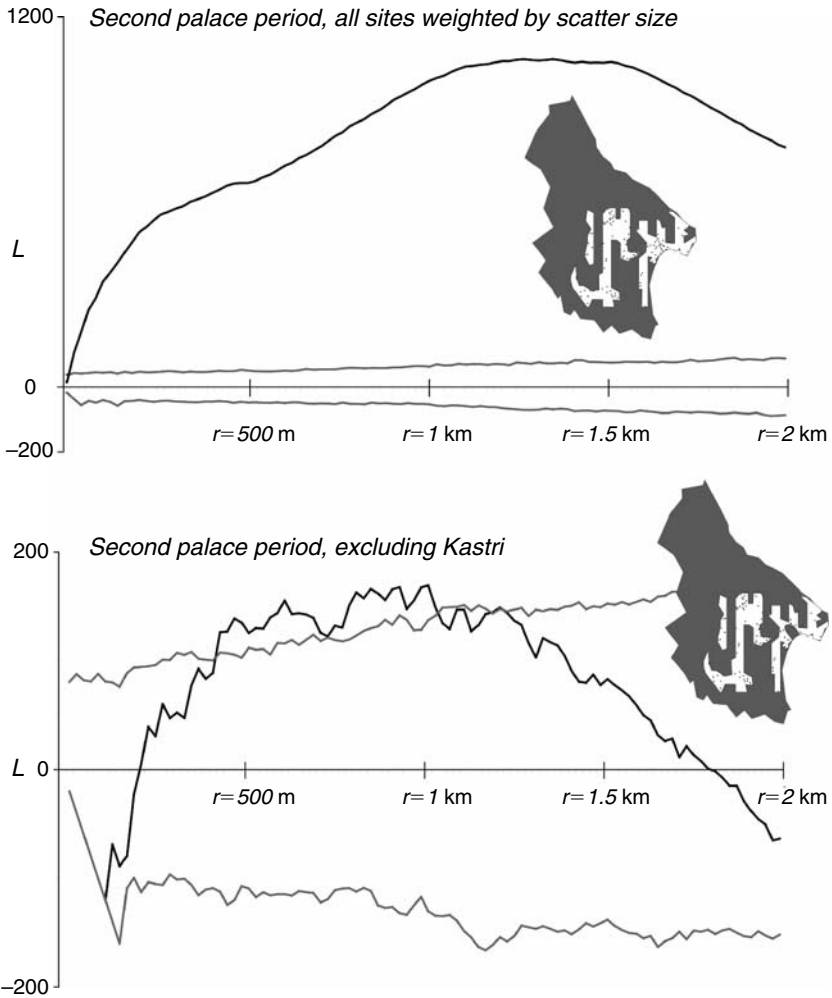 1200
Second palace period, all sites weighted by scatter size
L
0
–200
r=500 m
r=1 km
r=1.5 km
r=2 km
200
Second palace period, excluding Kastri
L 0
r=500 m
r=1 km
r=1.5 km
r=2 km
–200